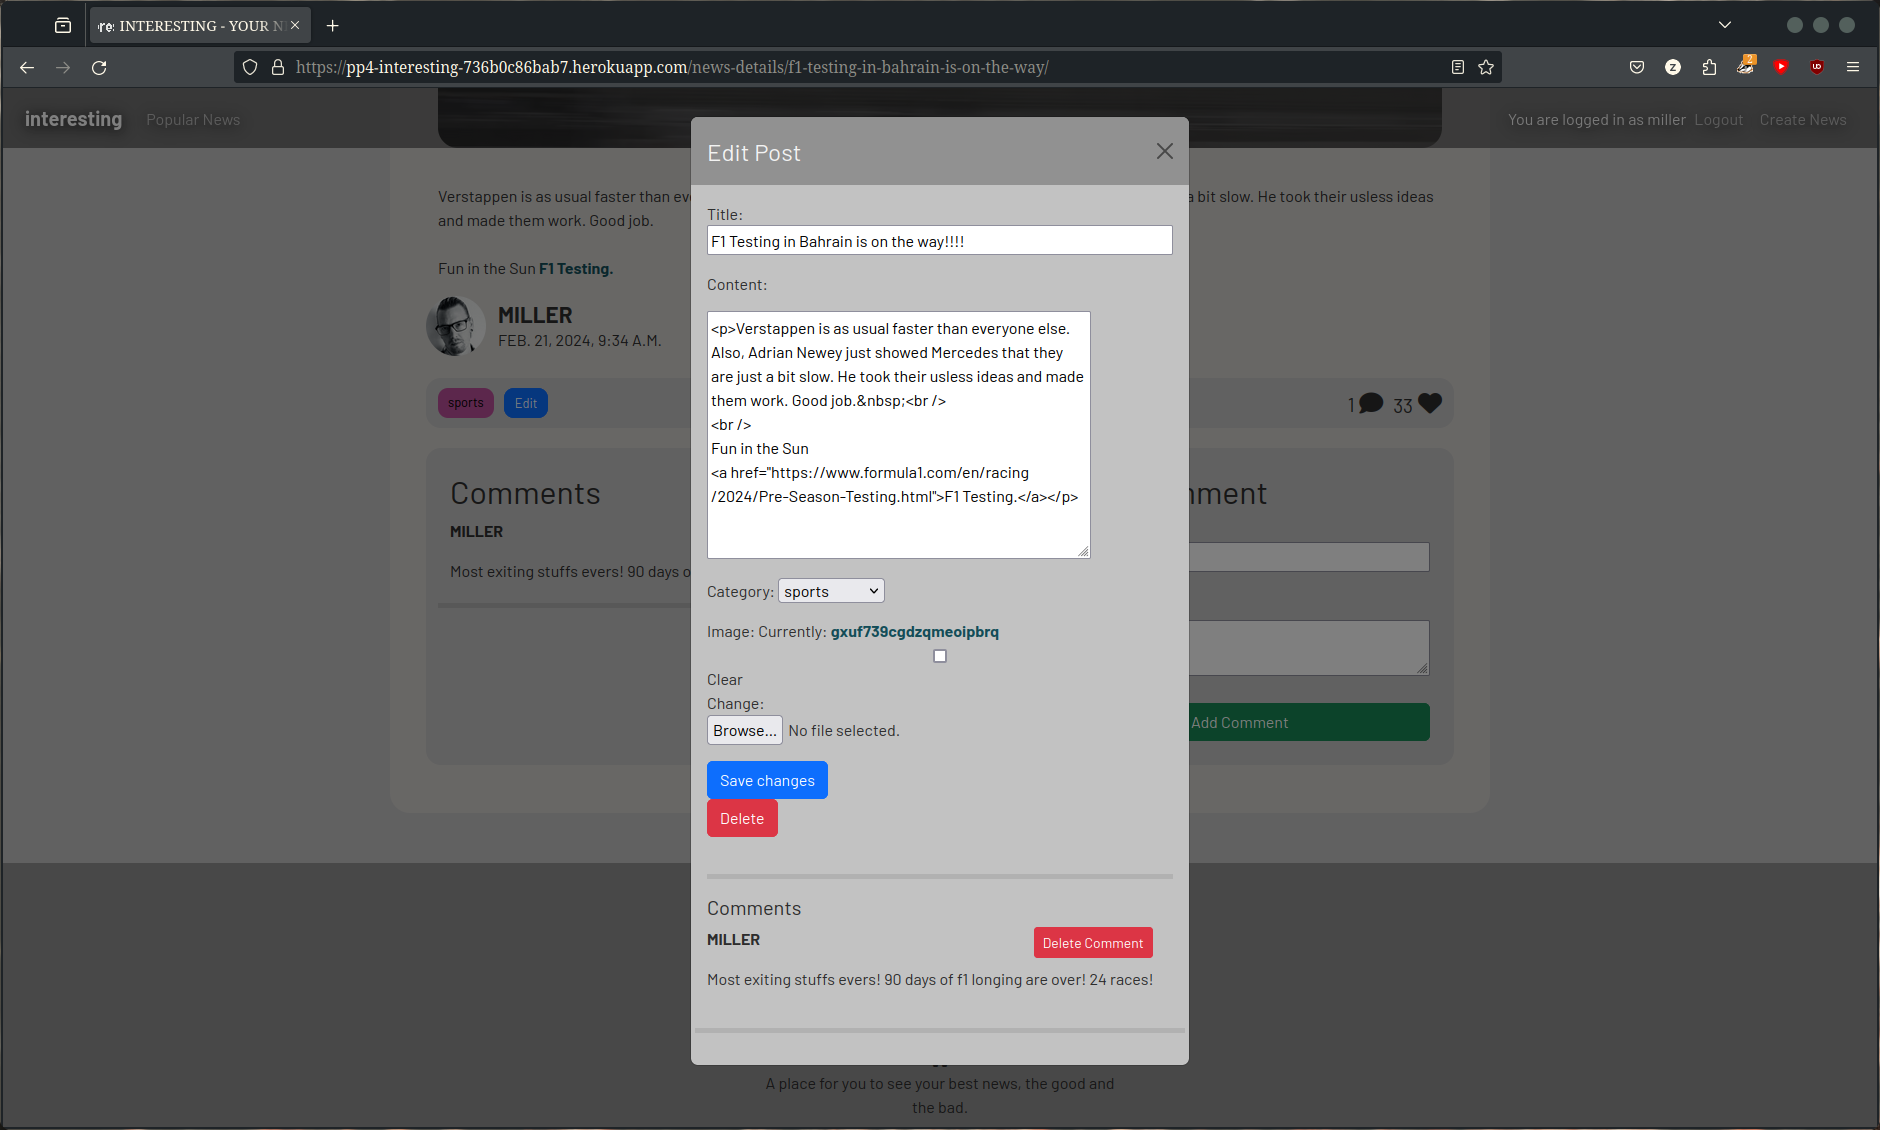 re: INTERESTING - YOUR N
https://pp4-interesting-736b0c86bab7.herokuapp.com/news-details/f1-testing-in-bahrain-is-on-the-way/
Z
2
interesting
Popular News
You are logged in as miller
Logout
Create News
Verstappen is as usual faster than
a bit slow. He took their usless ideas
and made them work. Good job.
Fun in the Sun F1 Testing.
MILLER
FEB. 21, 2024, 9:34 A.M.
sports
Edit
1
33
Comments
MILLER
Most exiting stuffs evers! 90 days
mment
Add Comment
Edit Post
Title:
F1 Testing in Bahrain is on the way!!!!
Content:
<p>Verstappen is as usual faster than everyone else.
Also, Adrian Newey just showed Mercedes that they
are just a bit slow. He took their usless ideas and made
them work. Good job.&nbsp;<br />
<br />
Fun in the Sun
<a href="https://www.formula1.com/en/racing
/2024/Pre-Season-Testing.html">F1 Testing.</a></p>
Category: sports
Image: Currently: gxuf739cgdzqmeoipbrq
Clear
Change:
Browse... No file selected.
Save changes
Delete
Comments
MILLER
Delete Comment
Most exiting stuffs evers! 90 days of f1 longing are over! 24 races!
A place for you to see your best news, the good and
the bad.